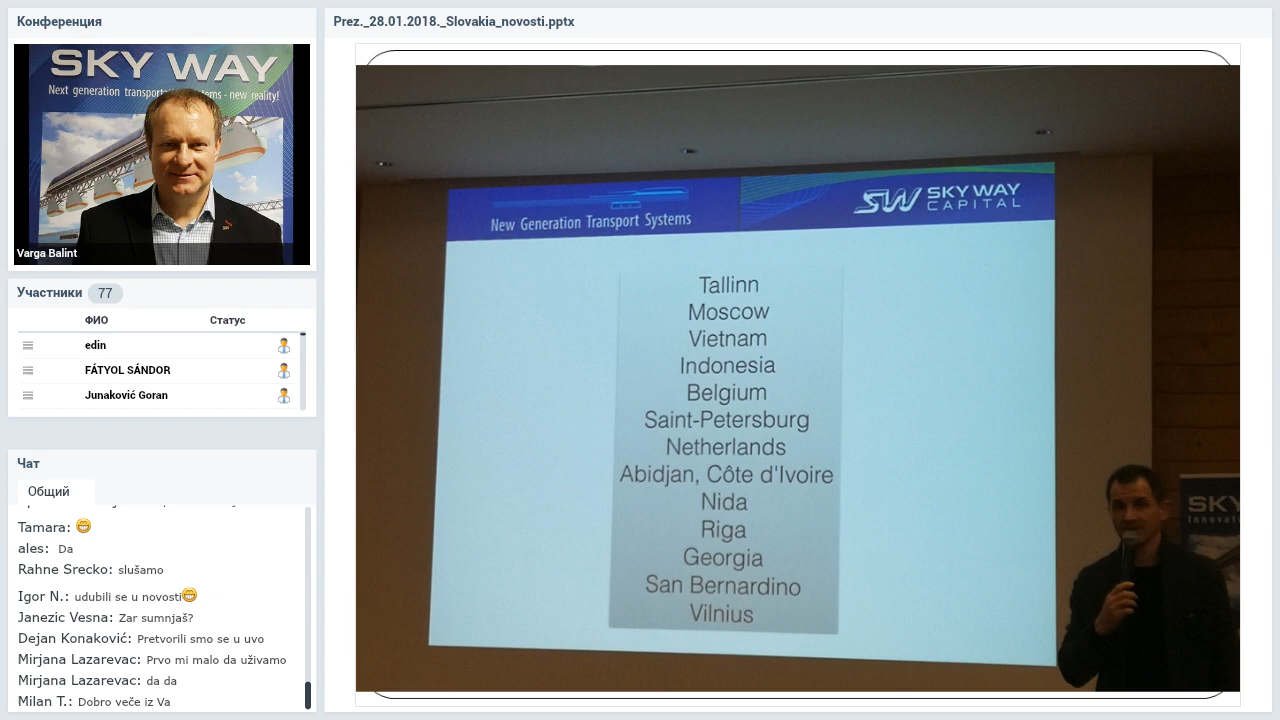 Конференция
SKY WAY
Next generation transpor
ems - new reality!
Varga Balint
Участники 77
ФИО Статус
edin
FÁTYOL SÁNDOR
Junaković Goran
Чат
Общий
Tamara:
ales: Da
Rahne Srecko: slušamo
Igor N.: udubili se u novosti
Janezic Vesna: Zar sumnjaš?
Dejan Konaković: Pretvorili smo se u uvo
Mirjana Lazarevac: Prvo mi malo da uživamo
Mirjana Lazarevac: da da
Milan T.: Dobro veče iz Va
Prez._28.01.2018._Slovakia_novosti.pptx
New Generation Transport Systems
SW SKY WAY
CAPITAL
Tallinn
Moscow
Vietnam
Indonesia
Belgium
Saint-Petersburg
Netherlands
Abidjan, Côte d'Ivoire
Nida
Riga
Georgia
San Bernardino
Vilnius
SKY
Innovat